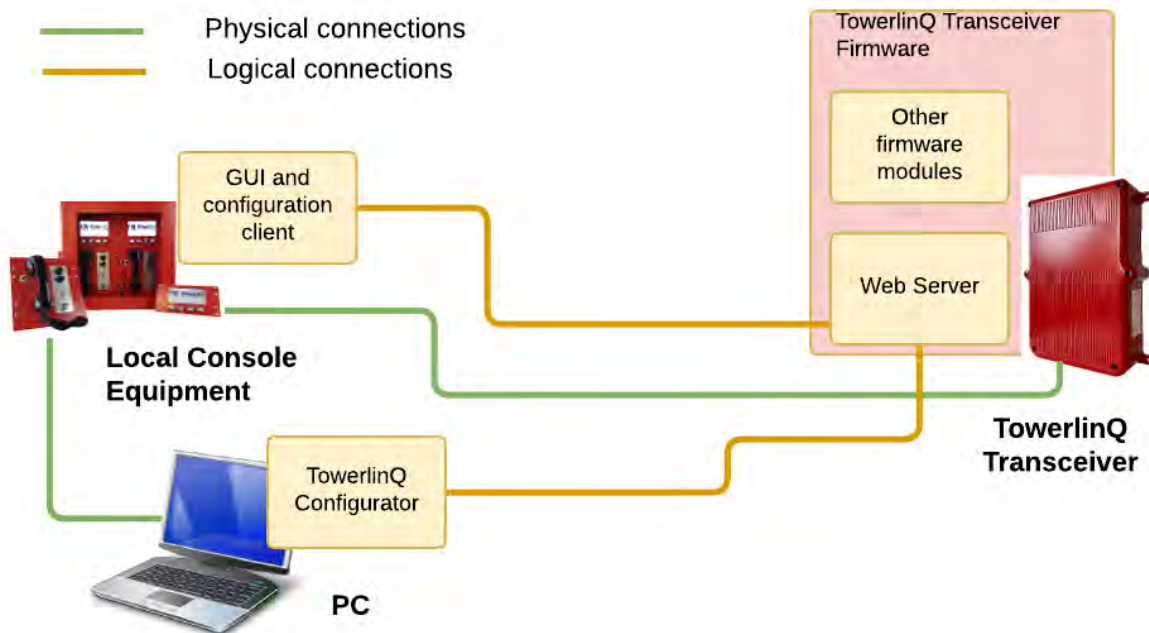 Physical connections
Logical connections
TowerlinQ Transceiver
Firmware
Other
firmware
modules
GUI and
configuration
client
Web Server
Local Console
Equipment
TowerlinQ
Transceiver
TowerlinQ
Configurator
PC